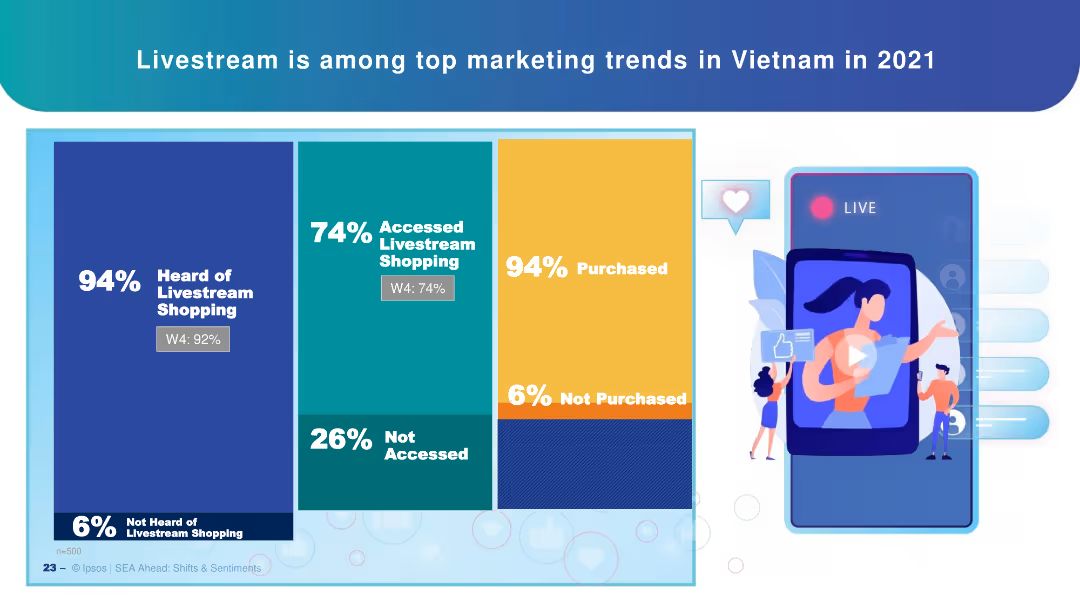 Livestream is among top marketing trends in Vietnam in 2021
94% Heard of
Livestream
Shopping
W4: 92%
6% Not Heard of
Livestream Shopping
74% Accessed
Livestream
Shopping
W4: 74%
26% Not
Accessed
94% Purchased
6% Not Purchased
LIVE
n=500
23 – © Ipsos | SEA Ahead: Shifts & Sentiments